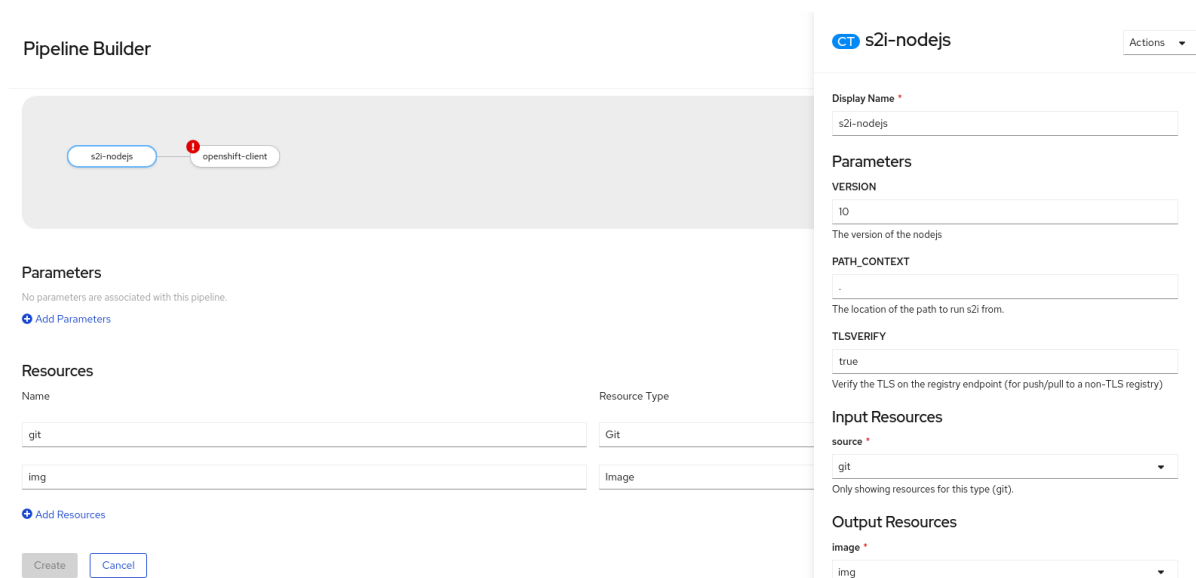 Pipeline Builder
s2i-nodejs
!
openshift-client
Parameters
No parameters are associated with this pipeline.
Add Parameters
Resources
Name
Resource Type
git
Git
img
Image
Add Resources
Create
Cancel
CT s2i-nodejs
Actions
Display Name *
s2i-nodejs
Parameters
VERSION
10
The version of the nodejs
PATH_CONTEXT
.
The location of the path to run s2i from.
TLSVERIFY
true
Verify the TLS on the registry endpoint (for push/pull to a non-TLS registry)
Input Resources
source *
git
Only showing resources for this type (git).
Output Resources
image *
img